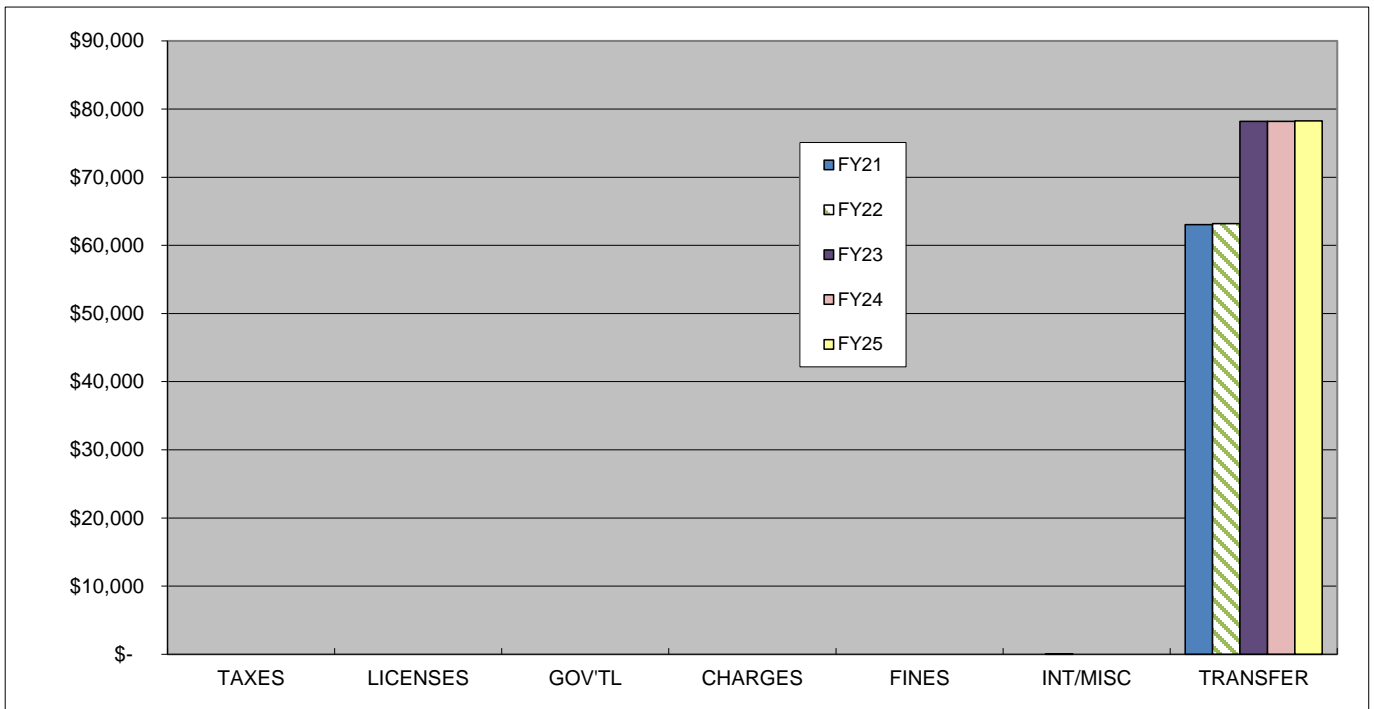 $90,000
$80,000
$70,000
$60,000
$50,000
$40,000
$30,000
$20,000
$10,000
$-
FY21
FY22
FY23
FY24
FY25
TAXES LICENSES GOV'TL CHARGES FINES INT/MISC TRANSFER